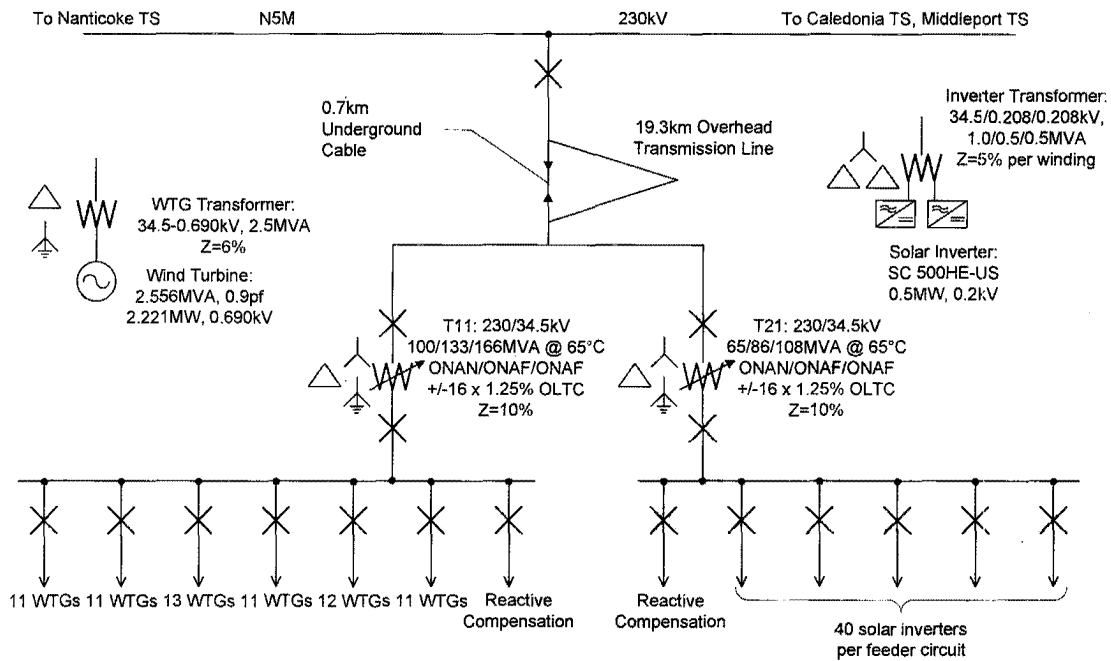 To Nanticoke TS N5M 230kV To Caledonia TS, Middleport TS
0.7km
Underground
Cable
19.3km Overhead
Transmission Line
Inverter Transformer:
34.5/0.208/0.208kV,
1.0/0.5/0.5MVA
Z=5% per winding
WTG Transformer:
34.5-0.690kV, 2.5MVA
Z=6%
Wind Turbine:
2.556MVA, 0.9pf
2.221MW, 0.690kV
Solar Inverter:
SC 500HE-US
0.5MW, 0.2kV
T11: 230/34.5kV
100/133/166MVA @ 65°C
ONAN/ONAF/ONAF
+/-16 x 1.25% OLTC
Z=10%
T21: 230/34.5kV
65/86/108MVA @ 65°C
ONAN/ONAF/ONAF
+/-16 x 1.25% OLTC
Z=10%
11 WTGs 11 WTGs 13 WTGs 11 WTGs 12 WTGs 11 WTGs
Reactive
Compensation
Reactive
Compensation
40 solar inverters
per feeder circuit